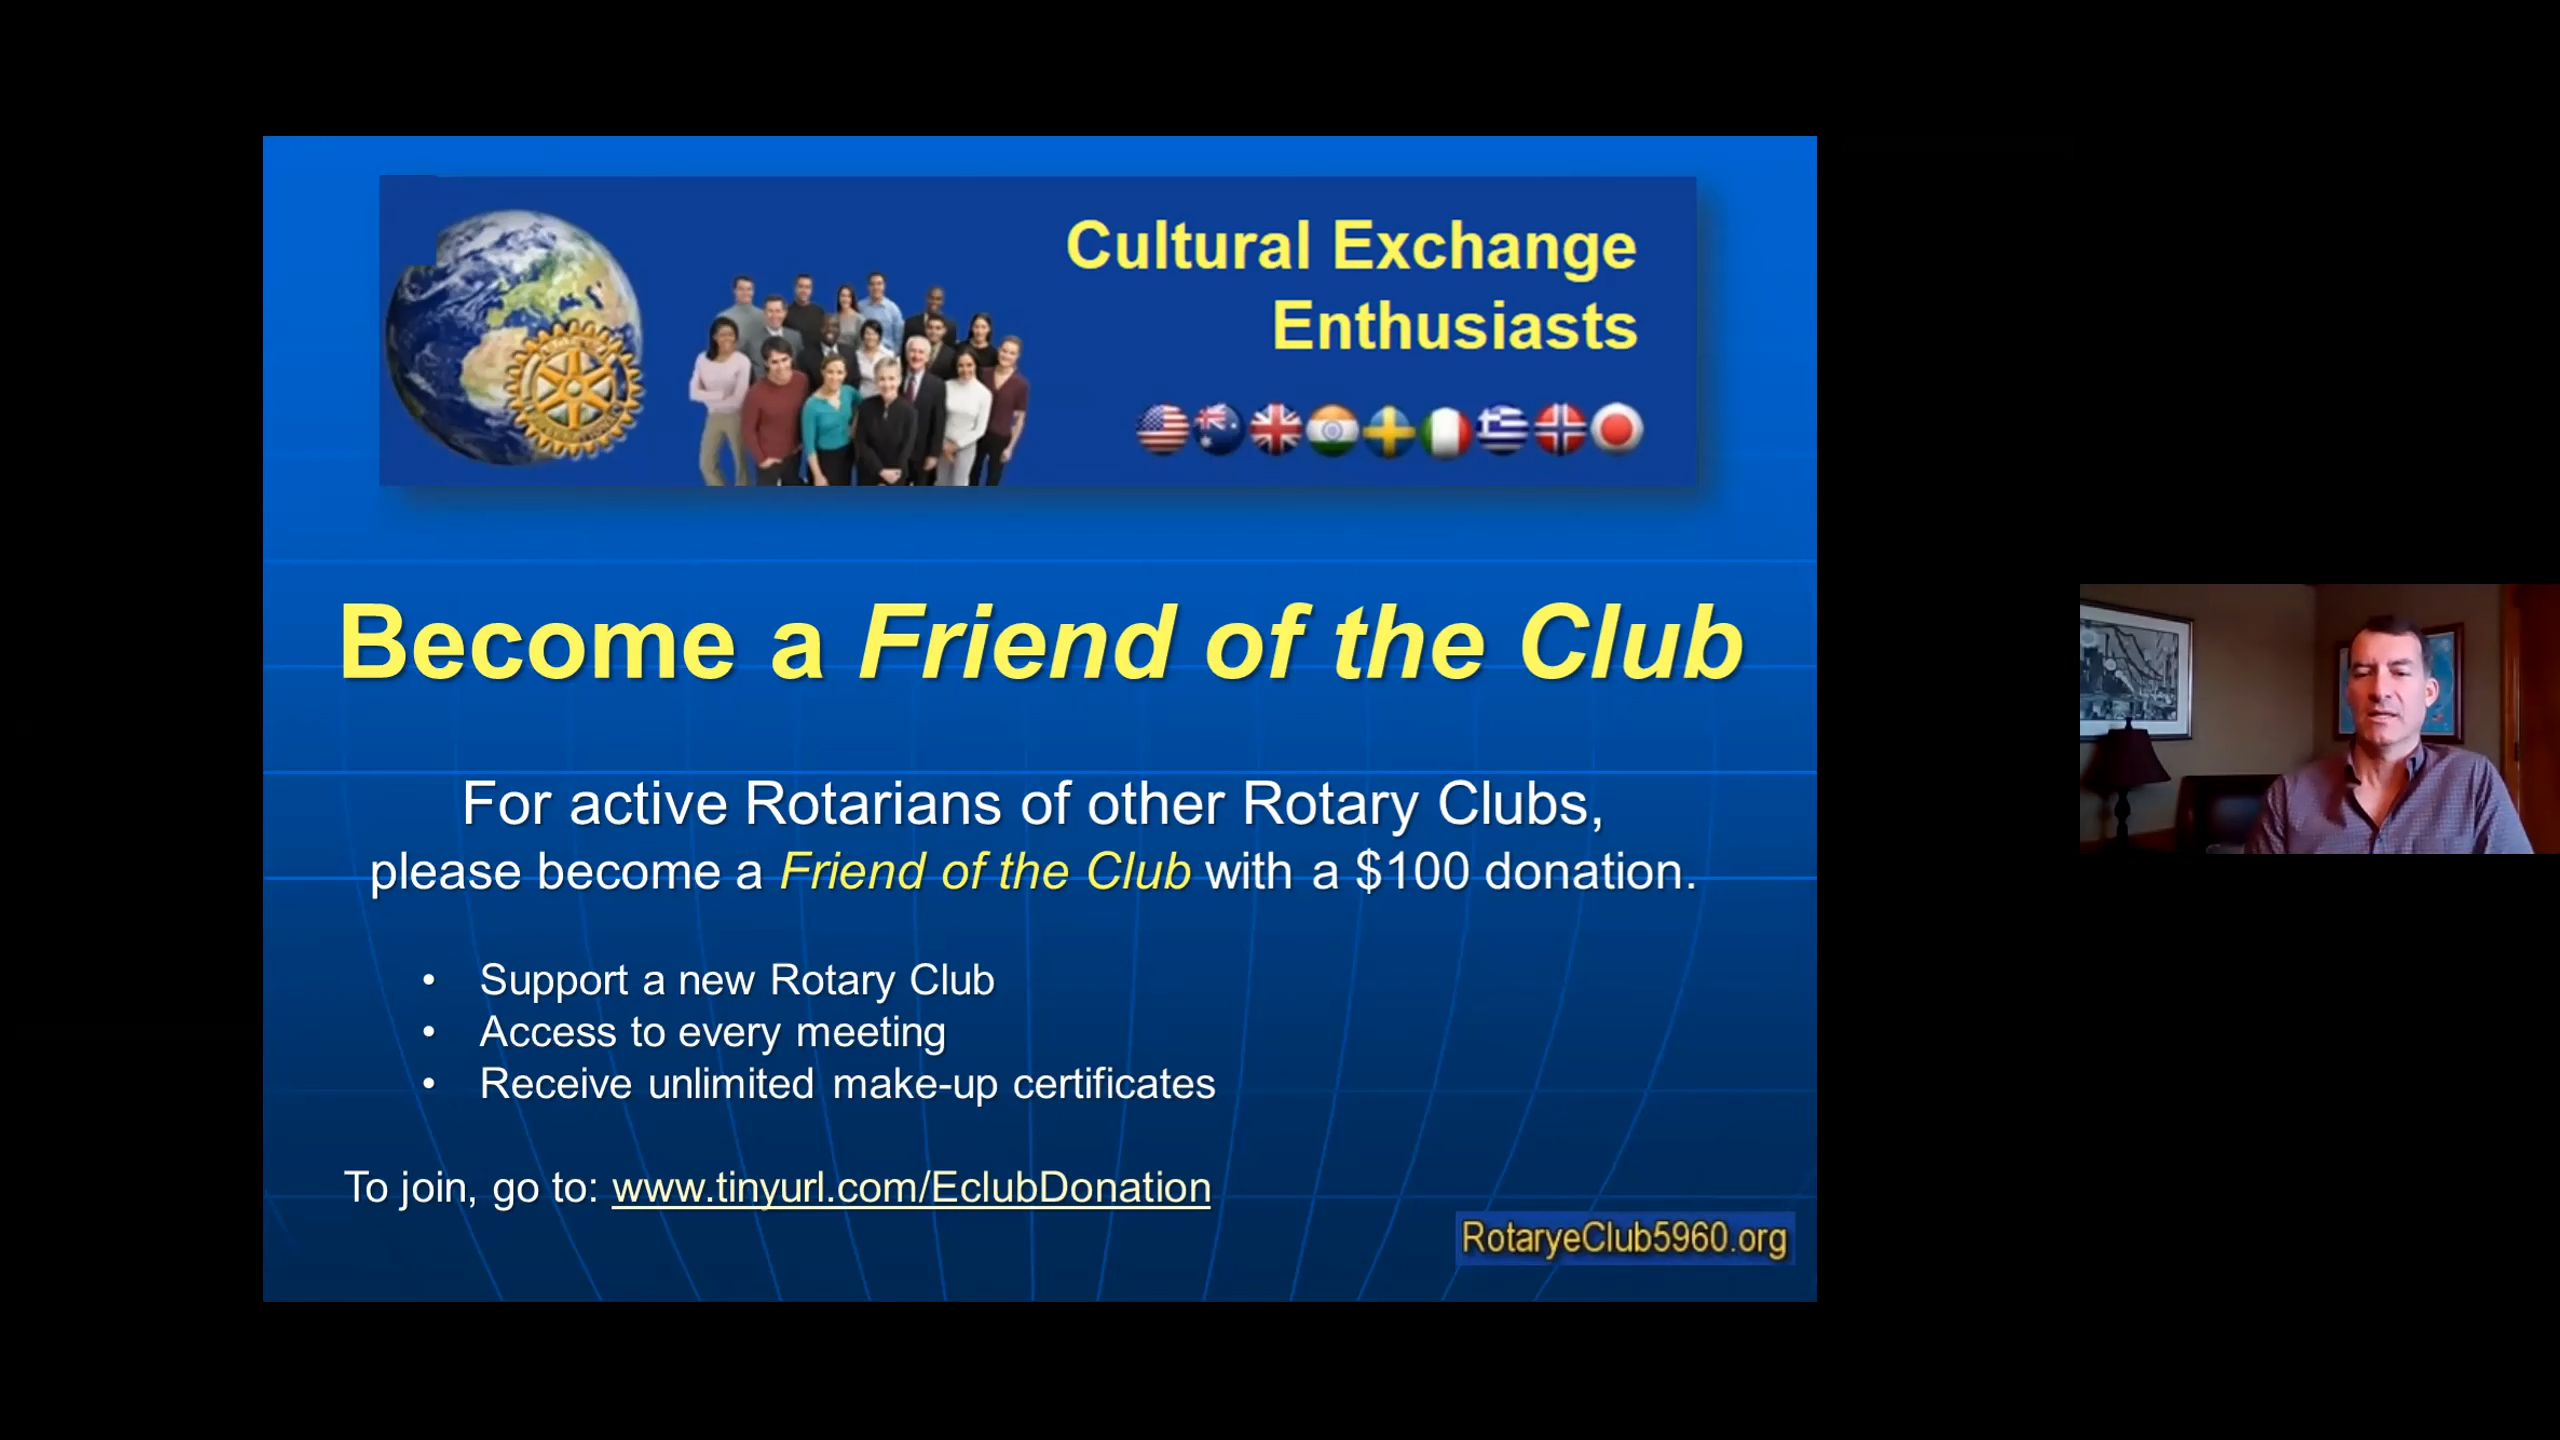 Cultural Exchange
Enthusiasts
Become a Friend of the Club
For active Rotarians of other Rotary Clubs,
please become a Friend of the Club with a $100 donation.
• Support a new Rotary Club
• Access to every meeting
• Receive unlimited make-up certificates
To join, go to: www.tinyurl.com/EclubDonation
RotaryeClub5960.org